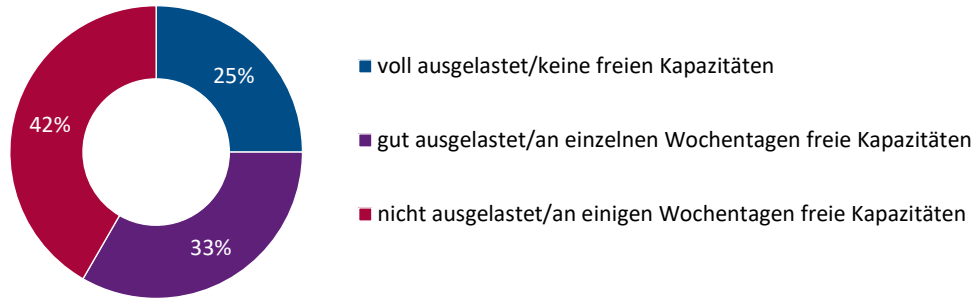 25%
33%
42%
voll ausgelastet/keine freien Kapazitäten
gut ausgelastet/an einzelnen Wochentagen freie Kapazitäten
nicht ausgelastet/an einigen Wochentagen freie Kapazitäten